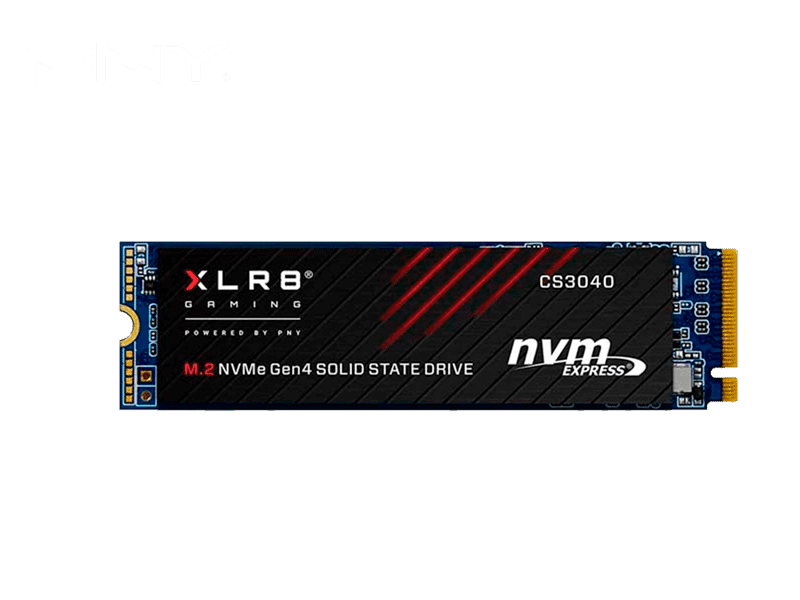 XLR8®
GAMING
POWERED BY PNY
M.2 NVMe Gen4 SOLID STATE DRIVE
CS3040
nvm
EXPRESS®